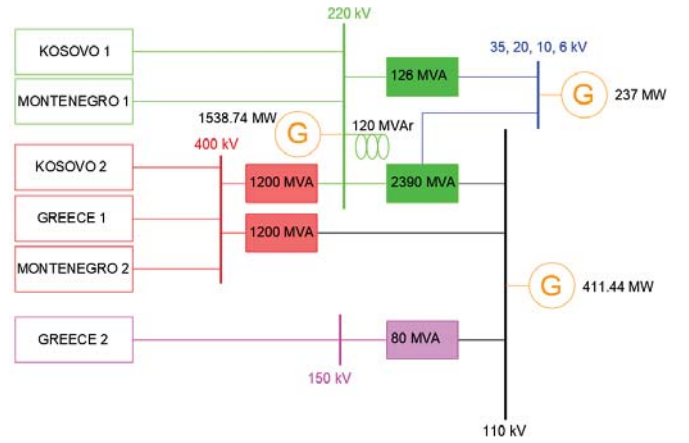 220 kV
KOSOVO 1
35, 20, 10, 6 kV
126 MVA
MONTENEGRO 1
G
237 MW
1538.74 MW
G
120 MVAr
400 kV
KOSOVO 2
1200 MVA
2390 MVA
GREECE 1
1200 MVA
MONTENEGRO 2
G
411.44 MW
GREECE 2
80 MVA
150 kV
110 kV